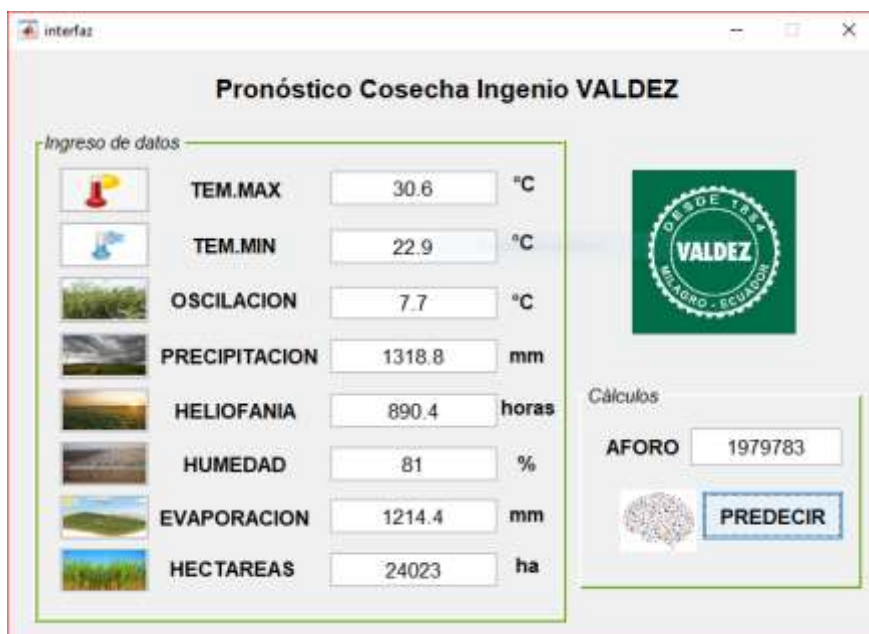 interfaz
Pronóstico Cosecha Ingenio VALDEZ
Ingreso de datos
TEM.MAX 30.6 °C
TEM.MIN 22.9 °C
OSCILACION 7.7 °C
PRECIPITACION 1318.8 mm
HELIOFANIA 890.4 horas
HUMEDAD 81 %
EVAPORACION 1214.4 mm
HECTAREAS 24023 ha
DESDE 1884
VALDEZ
MILAGRO - ECUADOR
Cálculos
AFORO 1979783
PREDECIR